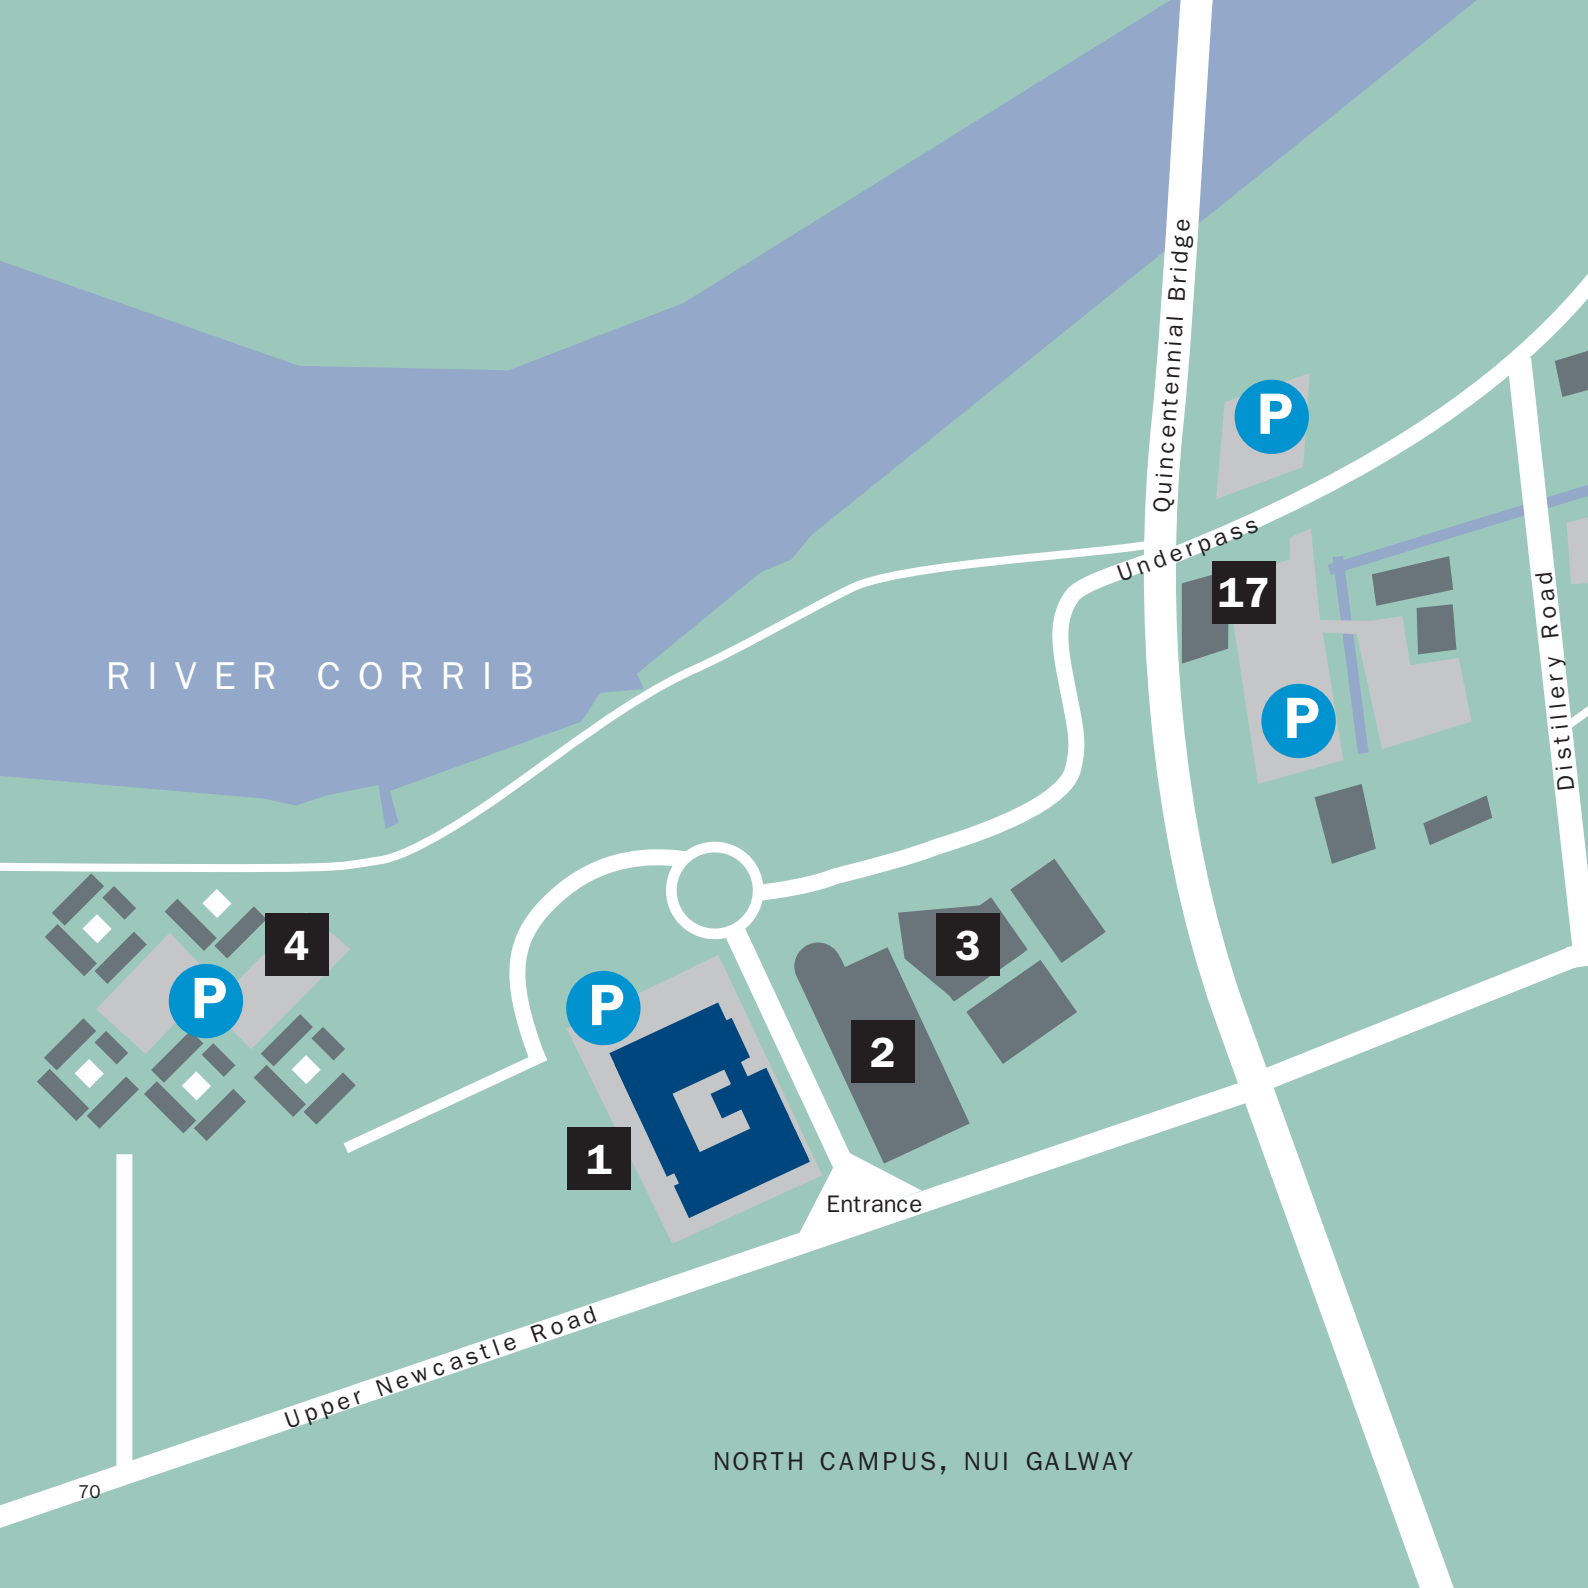 Quincentennial Bridge
P
Underpass
17
Distillery Road
RIVER CORRIB
P
4
3
P
P
2
1
Entrance
Upper Newcastle Road
NORTH CAMPUS, NUI GALWAY
70